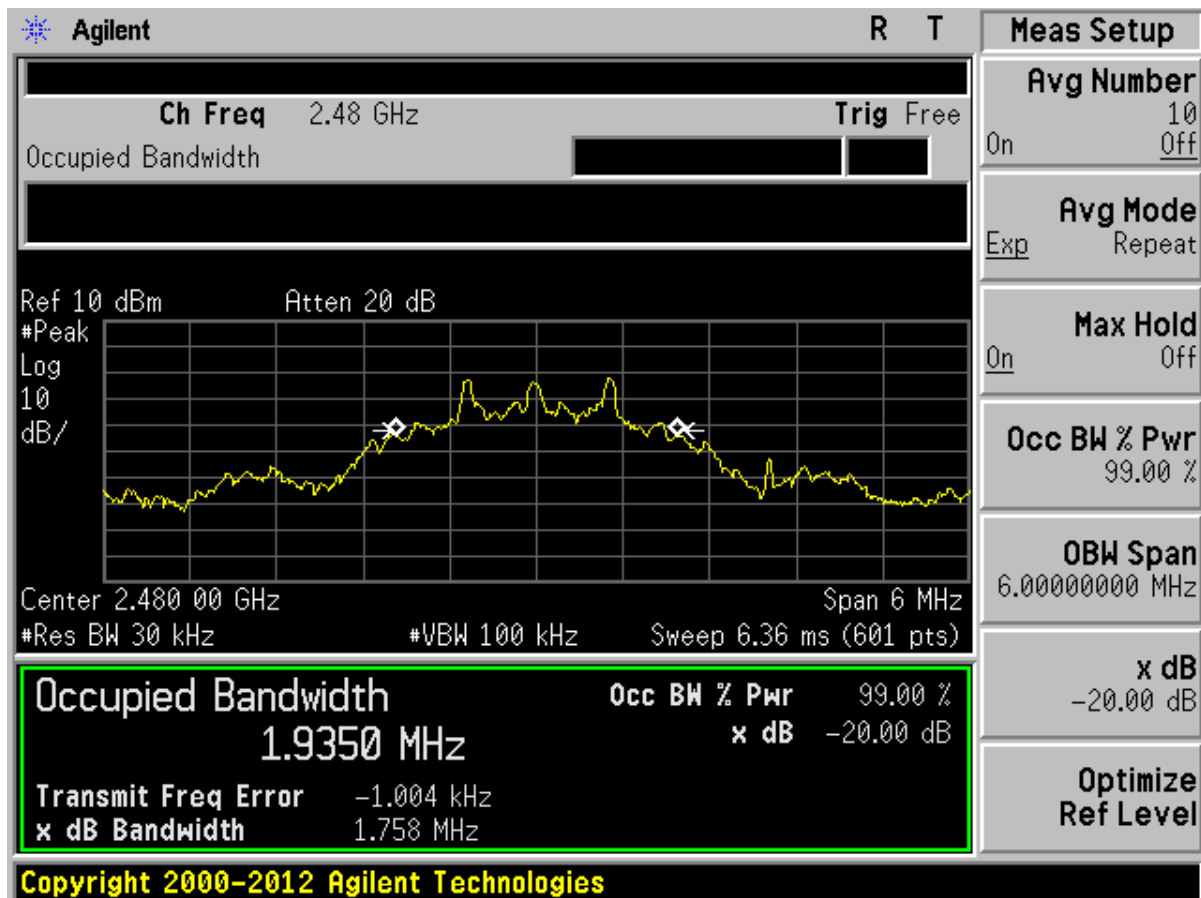 Agilent R T
Ch Freq 2.48 GHz Trig Free
Occupied Bandwidth
Ref 10 dBm Atten 20 dB
#Peak
Log
10
dB/
Center 2.480 00 GHz Span 6 MHz
#Res BW 30 kHz #VBW 100 kHz Sweep 6.36 ms (601 pts)
Occupied Bandwidth Occ BW % Pwr 99.00 %
1.9350 MHz x dB -20.00 dB
Transmit Freq Error -1.004 kHz
x dB Bandwidth 1.758 MHz
Copyright 2000-2012 Agilent Technologies
Meas Setup
Avg Number
10
On Off
Avg Mode
Exp Repeat
Max Hold
On Off
Occ BW % Pwr
99.00 %
OBW Span
6.00000000 MHz
x dB
-20.00 dB
Optimize
Ref Level